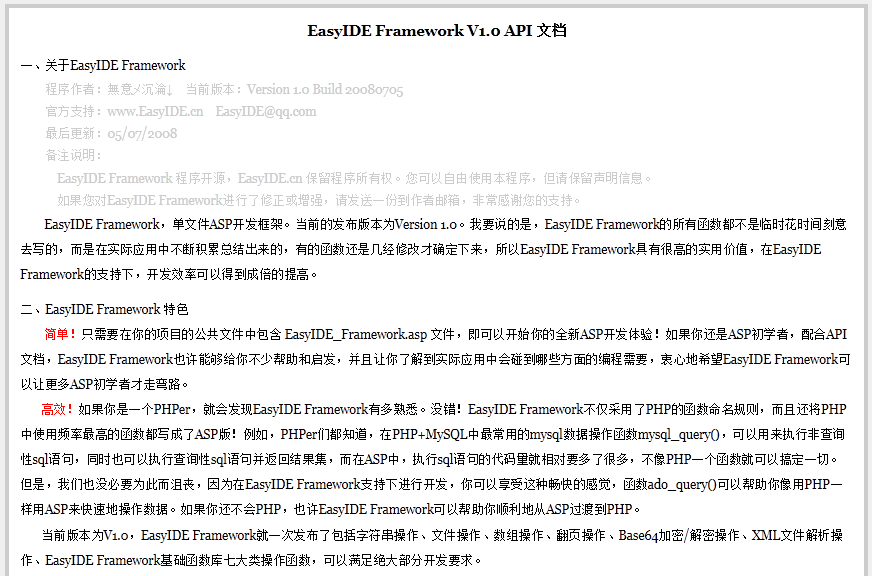 EasyIDE Framework V1.0 API 文档
一、关于EasyIDE Framework
程序作者：無意メ沉淪↓ 当前版本：Version 1.0 Build 20080705
官方支持：www.EasyIDE.cn EasyIDE@qq.com
最后更新：05/07/2008
备注说明：
EasyIDE Framework 程序开源，EasyIDE.cn 保留程序所有权。您可以自由使用本程序，但请保留声明信息。
如果您对EasyIDE Framework进行了修正或增强，请发送一份到作者邮箱，非常感谢您的支持。
EasyIDE Framework，单文件ASP开发框架。当前的发布版本为Version 1.0。我要说的是，EasyIDE Framework的所有函数都不是临时花时间刻意
去写的，而是在实际应用中不断积累总结出来的，有的函数还是几经修改才确定下来，所以EasyIDE Framework具有很高的实用价值，在EasyIDE
Framework的支持下，开发效率可以得到成倍的提高。
二、EasyIDE Framework 特色
简单！只需要在你的项目的公共文件中包含 EasyIDE_Framework.asp 文件，即可以开始你的全新ASP开发体验！如果你还是ASP初学者，配合API
文档，EasyIDE Framework也许能够给你不少帮助和启发，并且让你了解到实际应用中会碰到哪些方面的编程需要，衷心地希望EasyIDE Framework可
以让更多ASP初学者才走弯路。
高效！如果你是一个PHPer，就会发现EasyIDE Framework有多熟悉。没错！EasyIDE Framework不仅采用了PHP的函数命名规则，而且还将PHP
中使用频率最高的函数都写成了ASP版！例如，PHPer们都知道，在PHP+MySQL中最常用的mysql数据操作函数mysql_query()，可以用来执行非查询
性sql语句，同时也可以执行查询性sql语句并返回结果集，而在ASP中，执行sql语句的代码量就相对要多了很多，不像PHP一个函数就可以搞定一切。
但是，我们也没必要为此而沮丧，因为在EasyIDE Framework支持下进行开发，你可以享受这种畅快的感觉，函数ado_query()可以帮助你像用PHP一
样用ASP来快速地操作数据。如果你还不会PHP，也许EasyIDE Framework可以帮助你顺利地从ASP过渡到PHP。
当前版本为V1.0，EasyIDE Framework就一次发布了包括字符串操作、文件操作、数组操作、翻页操作、Base64加密/解密操作、XML文件解析操
作、EasyIDE Framework基础函数库七大类操作函数，可以满足绝大部分开发要求。